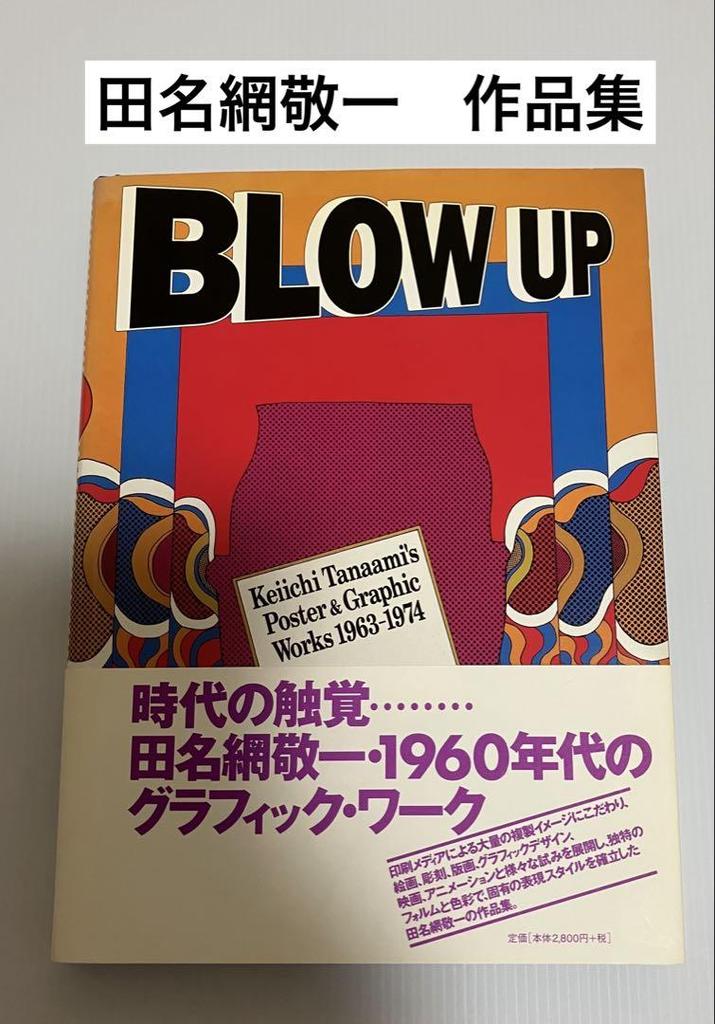 田名網敬一　作品集
BLOW UP
Keiichi Tanaami's
Poster & Graphic
Works 1963-1974
時代の触覚………
田名網敬一・1960年代の
グラフィック・ワーク
印刷メディアによる大量の複製イメージにこだわり、
絵画、彫刻、版画、グラフィックデザイン、
映画、アニメーションと様々な試みを展開し、独特の
フォルムと色彩で、固有の表現スタイルを確立した
田名網敬一の作品集。
定価[本体2,800円+税]